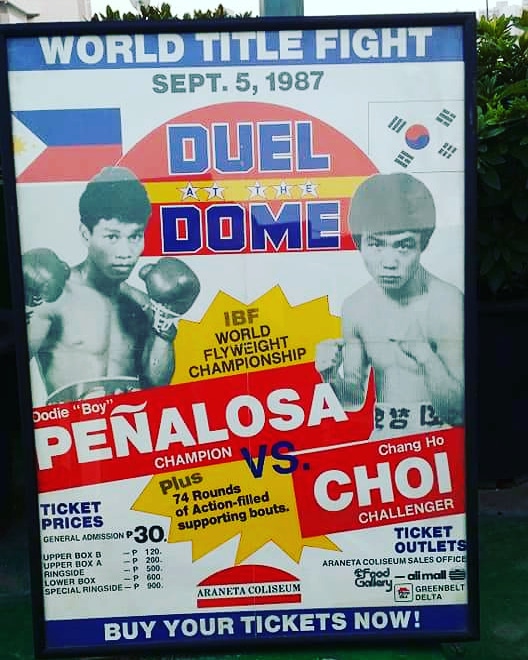 WORLD TITLE FIGHT
SEPT. 5, 1987
DUEL
AT THE
DOME
IBF
WORLD
FLYWEIGHT
CHAMPIONSHIP
Dodie "Boy"
PEÑALOSA
CHAMPION
VS.
Chang Ho
CHOI
CHALLENGER
Plus
74 Rounds
of Action-filled
supporting bouts.
TICKET
PRICES
GENERAL ADMISSION ₱30.
UPPER BOX B —P 120.
UPPER BOX A —P 200.
RINGSIDE —P 500.
LOWER BOX —P 600.
SPECIAL RINGSIDE —P 900.
ARANETA COLISEUM
TICKET
OUTLETS
ARANETA COLISEUM SALES OFFICE
Food
Gallery — ali mall
GREENBELT
DELTA
BUY YOUR TICKETS NOW!